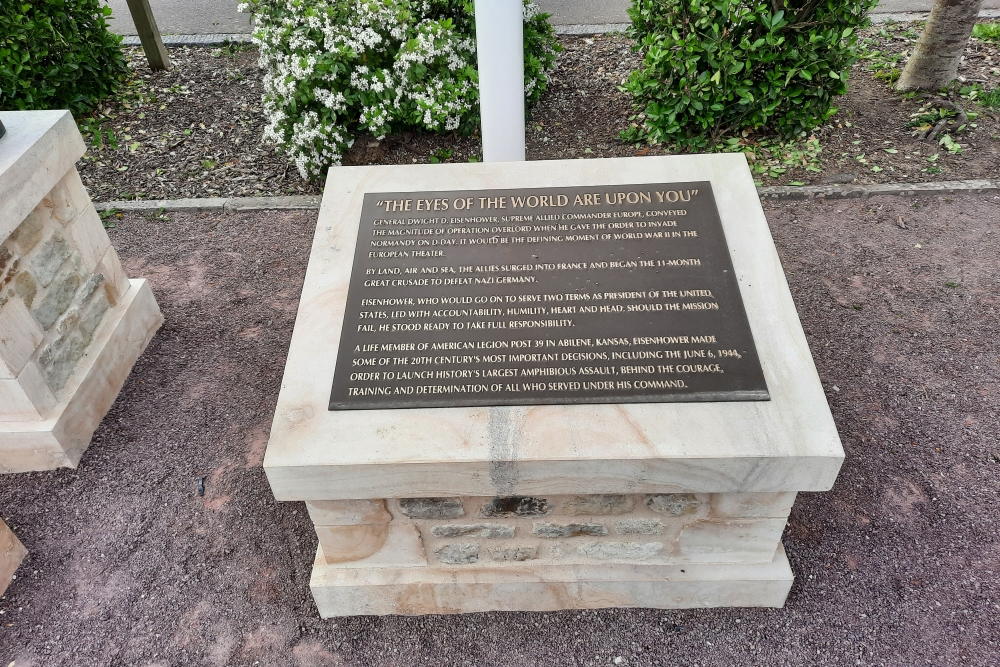 "THE EYES OF THE WORLD ARE UPON YOU"
GENERAL DWIGHT D. EISENHOWER, SUPREME ALLIED COMMANDER EUROPE, CONVEYED
THE MAGNITUDE OF OPERATION OVERLORD WHEN HE GAVE THE ORDER TO INVADE
NORMANDY ON D-DAY. IT WOULD BE THE DEFINING MOMENT OF WORLD WAR II IN THE
EUROPEAN THEATER.
BY LAND, AIR AND SEA, THE ALLIES SURGED INTO FRANCE AND BEGAN THE 11-MONTH
GREAT CRUSADE TO DEFEAT NAZI GERMANY.
EISENHOWER, WHO WOULD GO ON TO SERVE TWO TERMS AS PRESIDENT OF THE UNITED
STATES, LED WITH ACCOUNTABILITY, HUMILITY, HEART AND HEAD. SHOULD THE MISSION
FAIL, HE STOOD READY TO TAKE FULL RESPONSIBILITY.
A LIFE MEMBER OF AMERICAN LEGION POST 39 IN ABILENE, KANSAS, EISENHOWER MADE
SOME OF THE 20TH CENTURY'S MOST IMPORTANT DECISIONS, INCLUDING THE JUNE 6, 1944,
ORDER TO LAUNCH HISTORY'S LARGEST AMPHIBIOUS ASSAULT, BEHIND THE COURAGE,
TRAINING AND DETERMINATION OF ALL WHO SERVED UNDER HIS COMMAND.